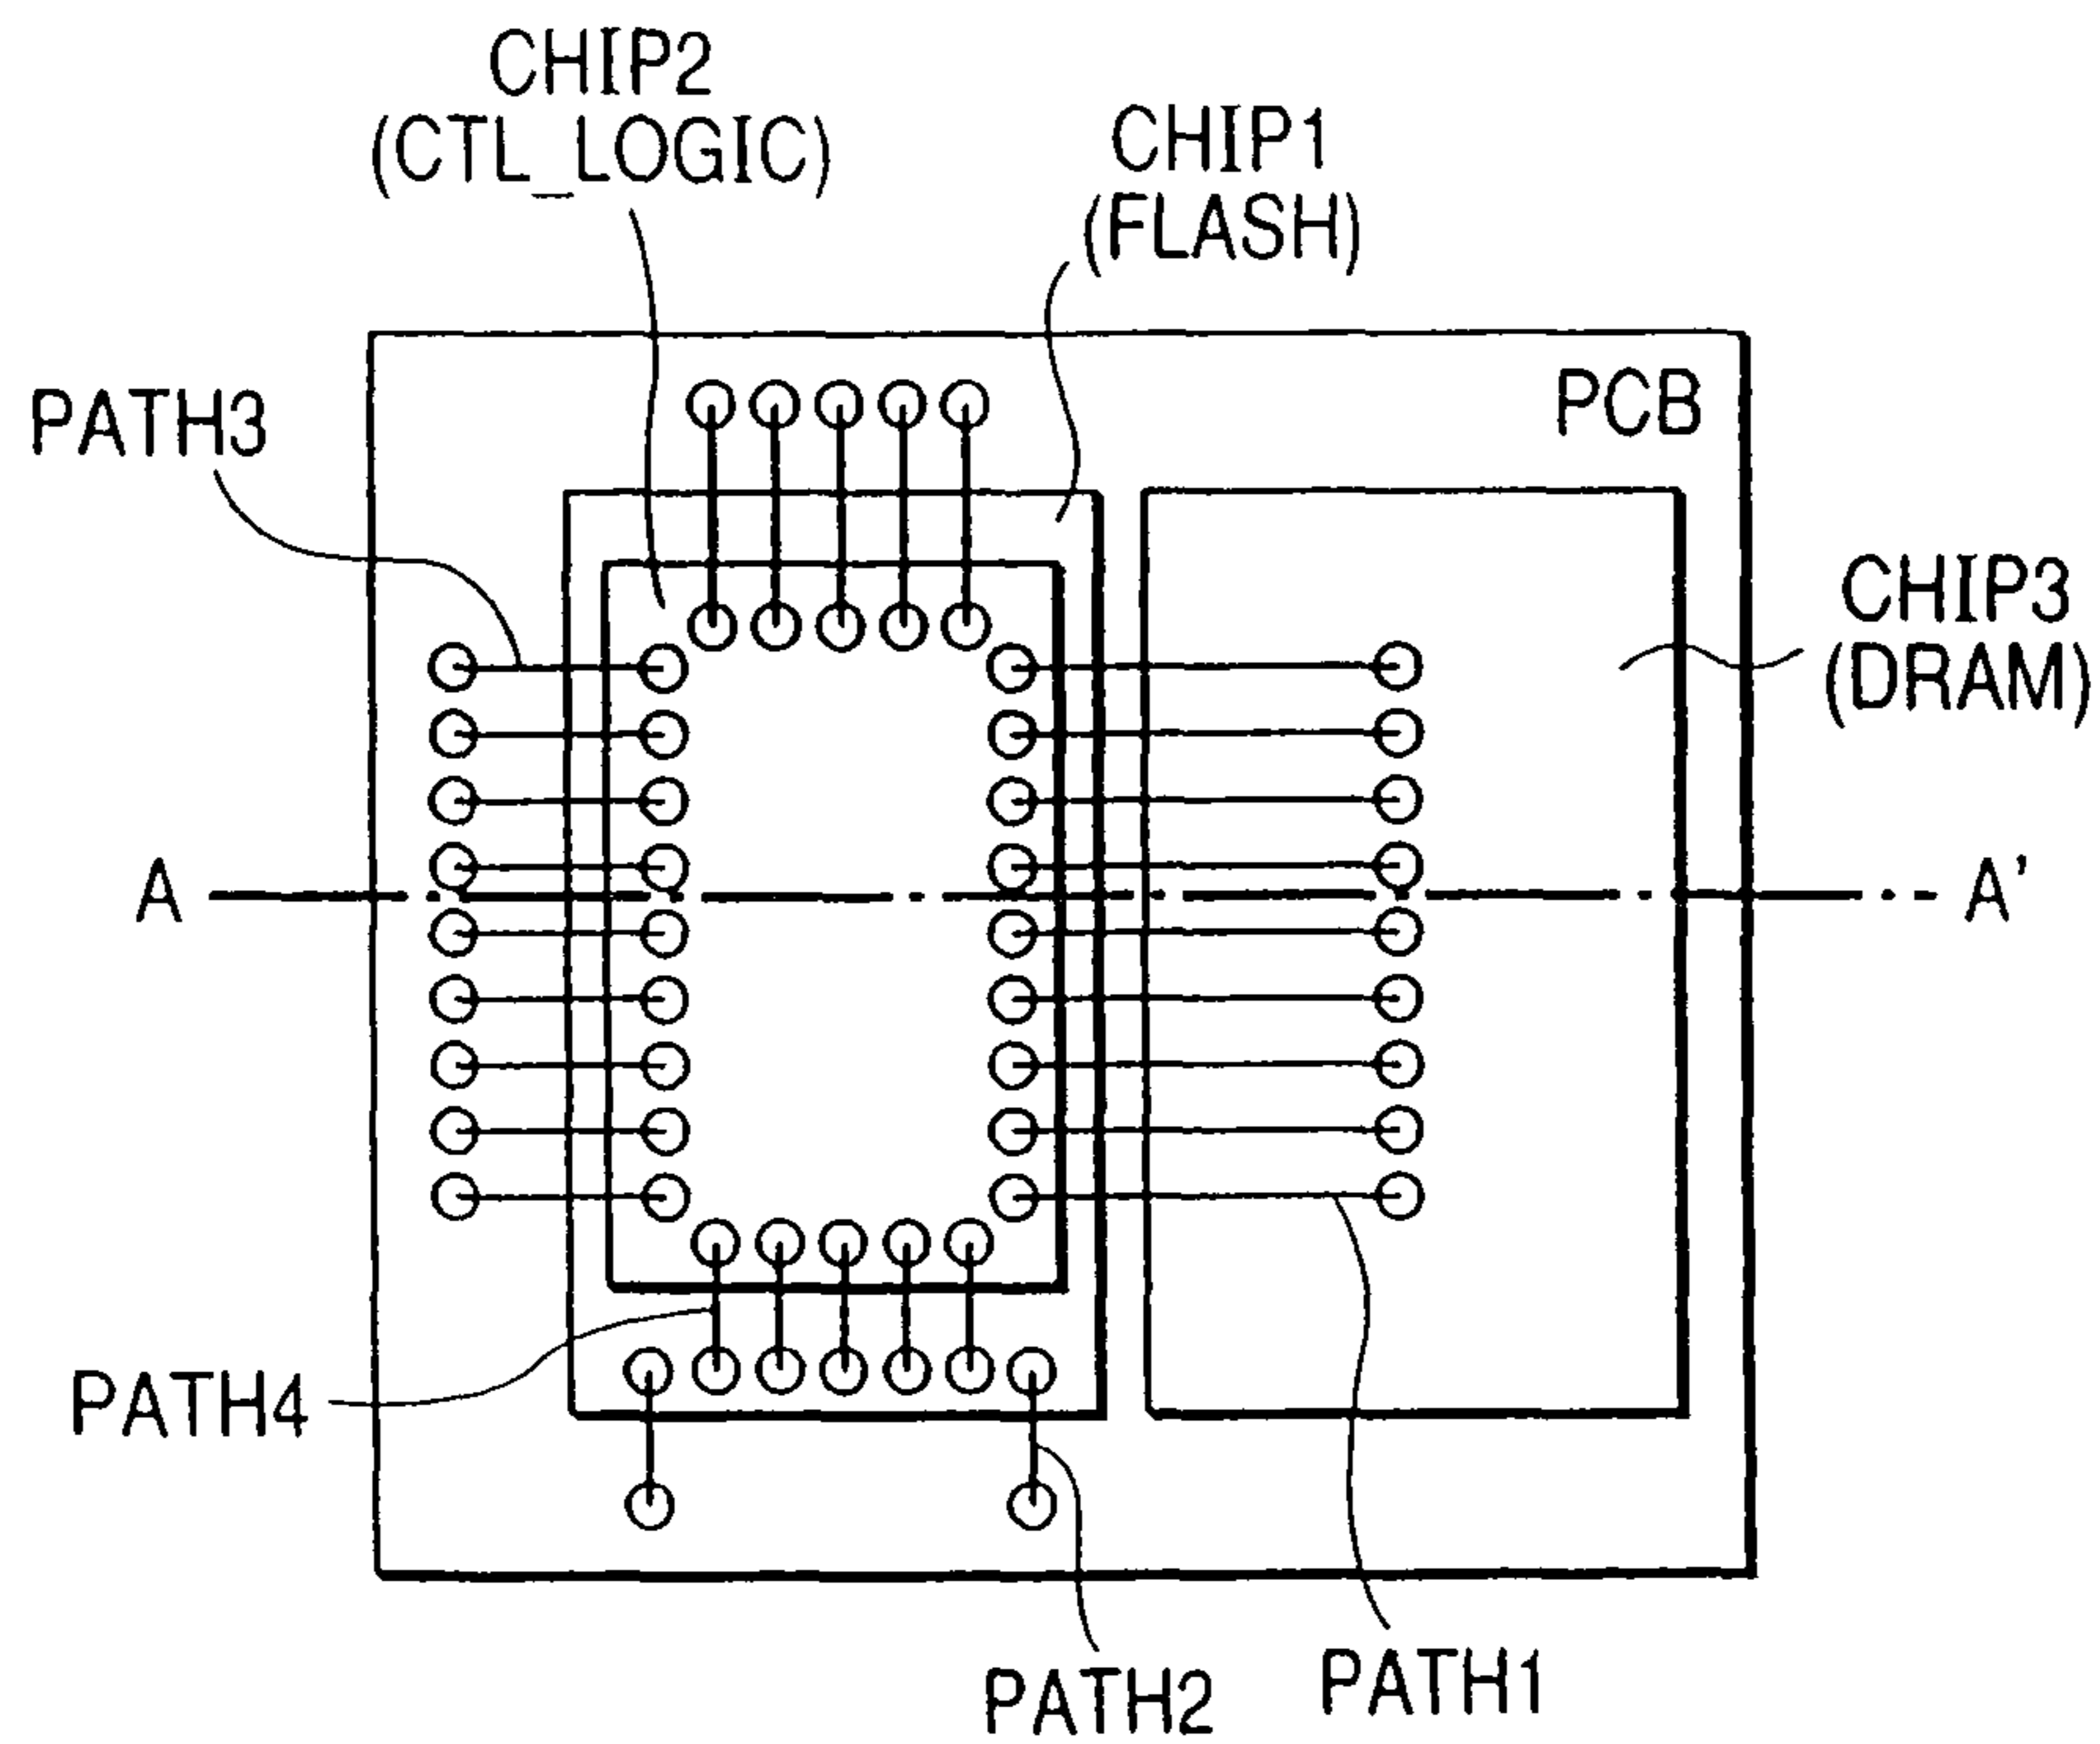 CHIP2
(CTL_LOGIC)
CHIP1
(FLASH)
PCB
PATH3
CHIP3
(DRAM)
A
A'
PATH4
PATH2
PATH1